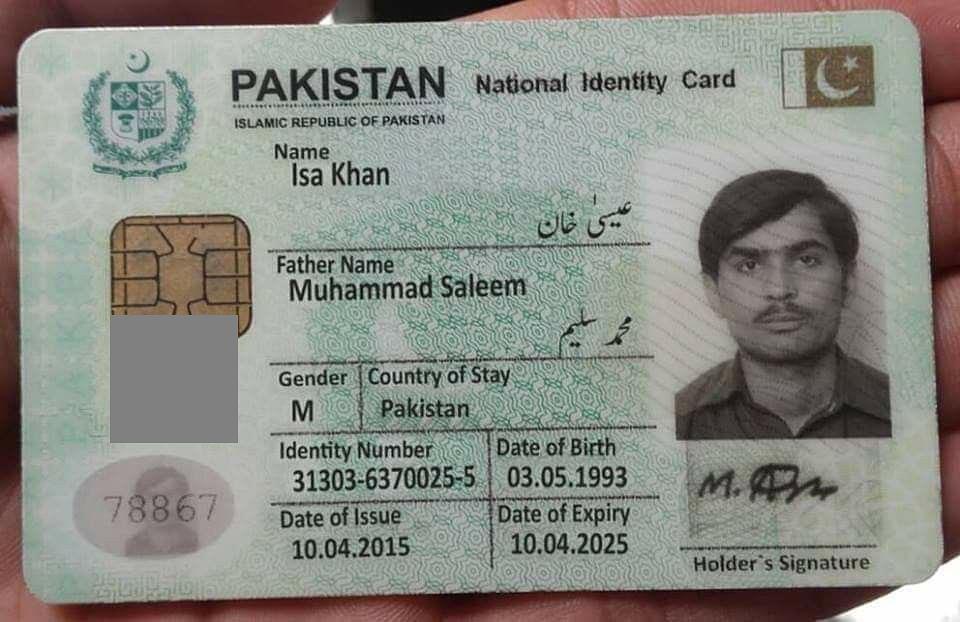 PAKISTAN National Identity Card
ISLAMIC REPUBLIC OF PAKISTAN
Name
Isa Khan
عیسیٰ خان
Father Name
Muhammad Saleem
محمد سلیم
Gender Country of Stay
M Pakistan
Identity Number Date of Birth
31303-6370025-5 03.05.1993
78867
Date of Issue Date of Expiry
10.04.2015 10.04.2025
Holder`s Signature